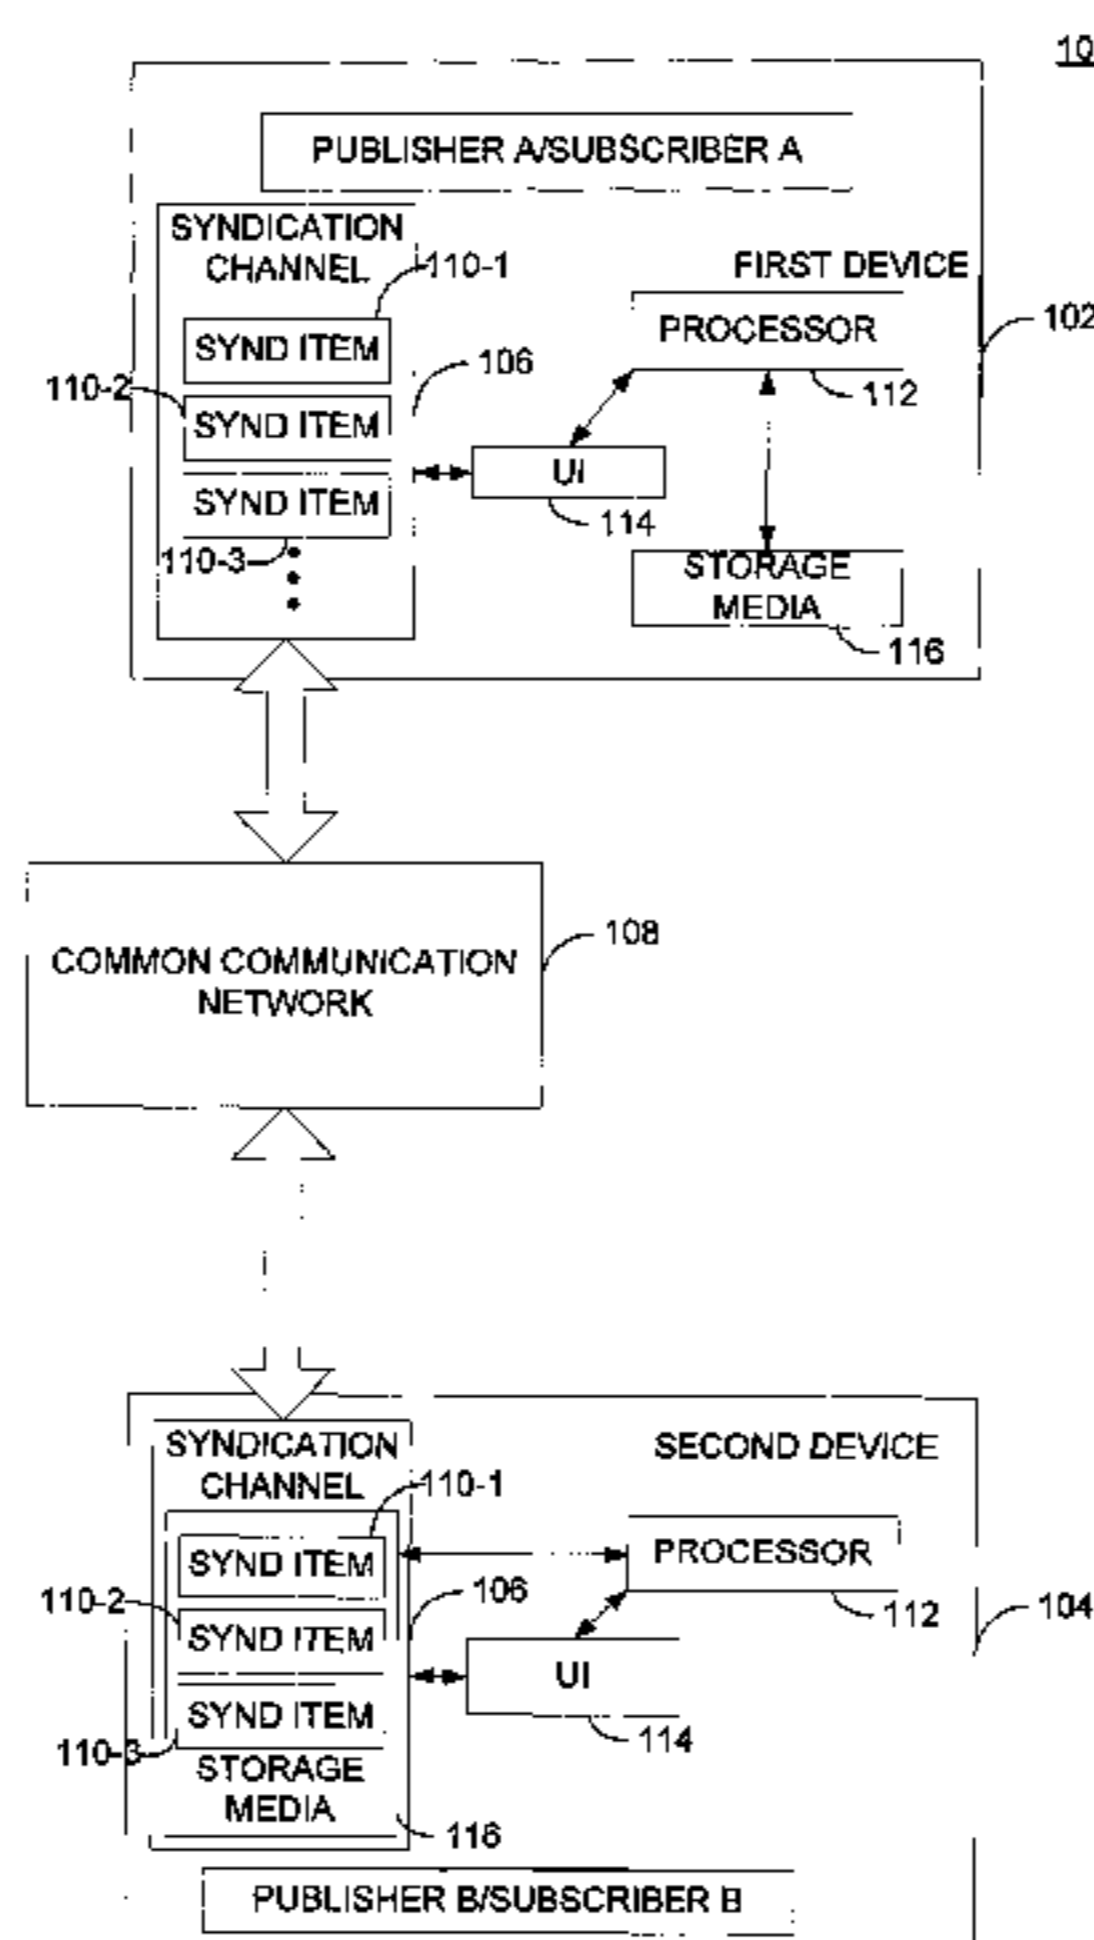 10
PUBLISHER A/SUBSCRIBER A
SYNDICATION
CHANNEL
110-1
FIRST DEVICE
PROCESSOR
102
SYND ITEM
106
110-2
112
SYND ITEM
UI
SYND ITEM
114
110-3
STORAGE
MEDIA
116
108
COMMON COMMUNICATION
NETWORK
SYNDICATION
CHANNEL
SECOND DEVICE
110-1
PROCESSOR
SYND ITEM
106
110-2
112
104
SYND ITEM
UI
SYND ITEM
114
110-3
STORAGE
MEDIA
116
PUBLISHER B/SUBSCRIBER B